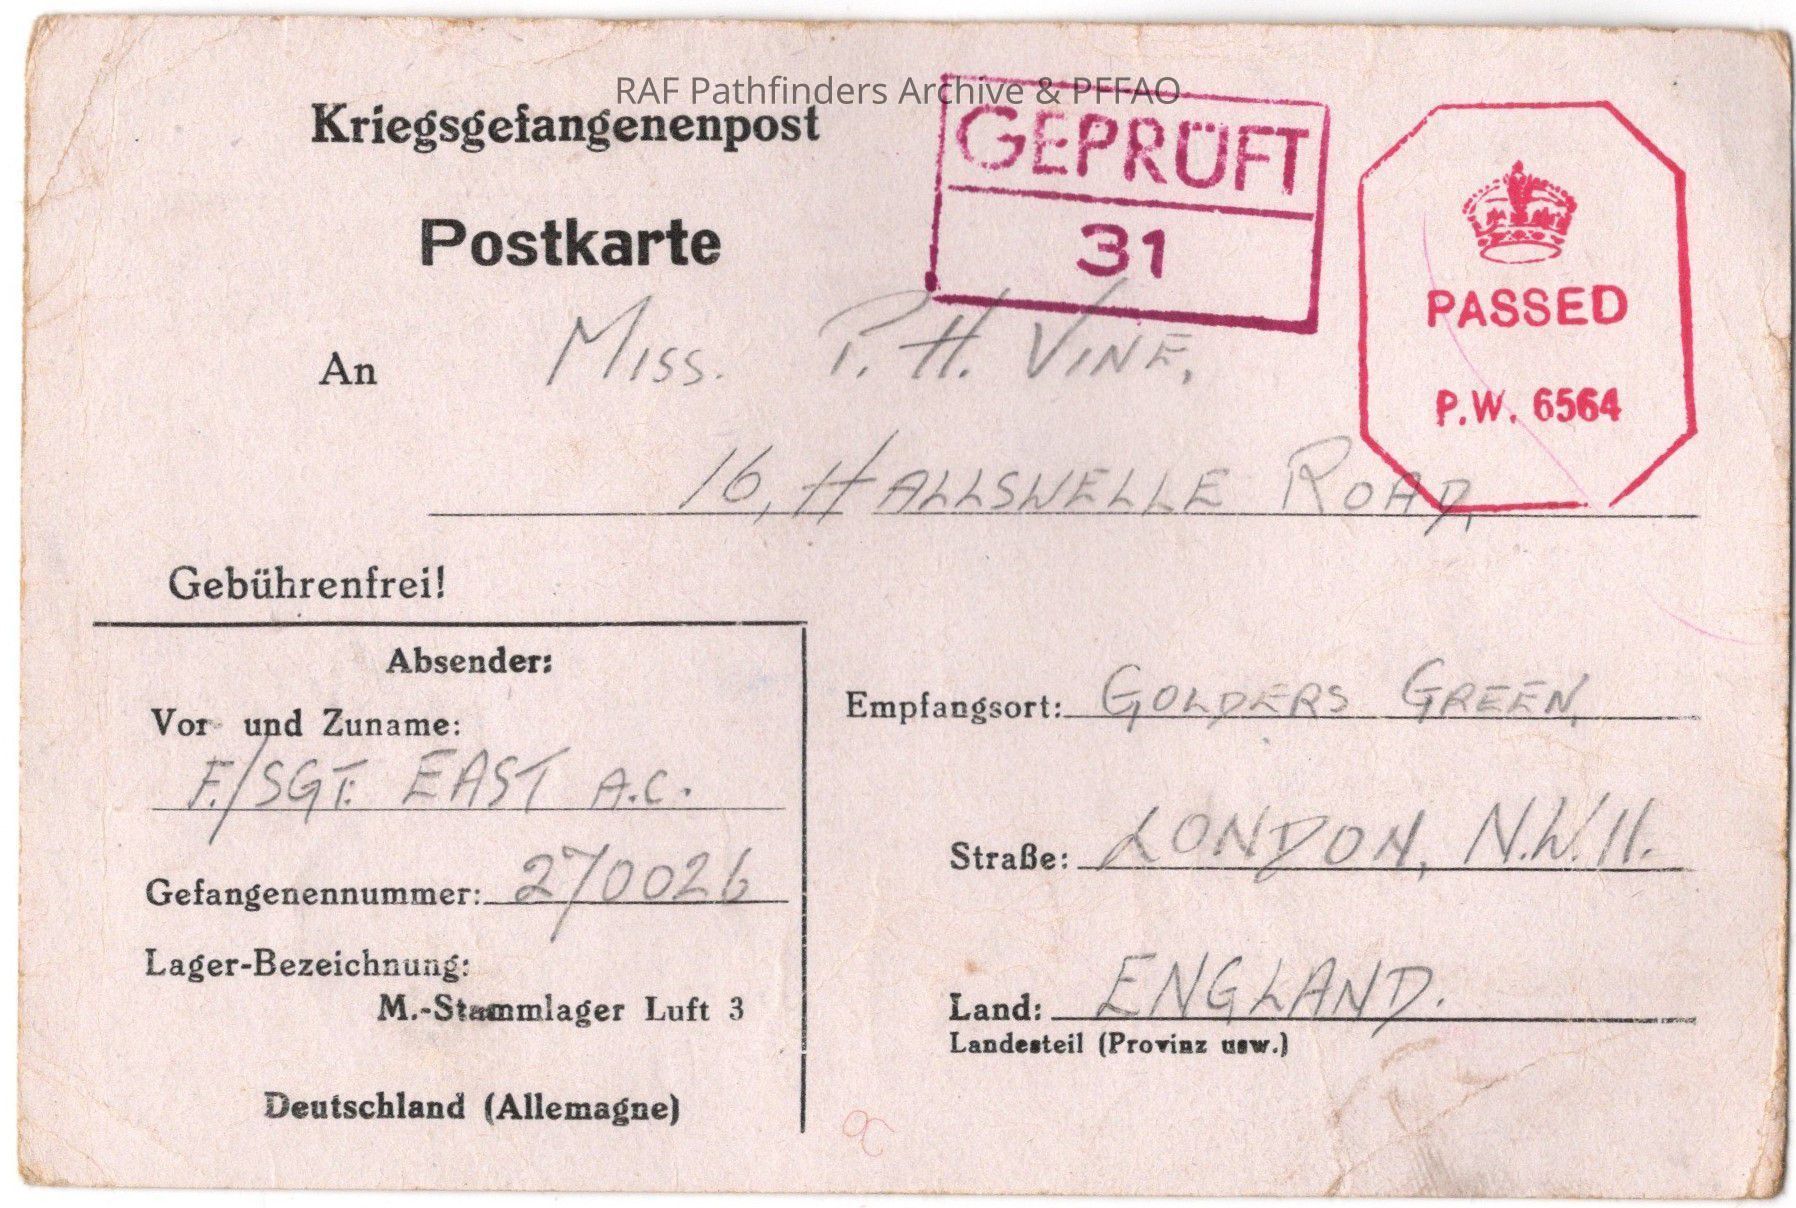 RAF Pathfinders Archive & PFFAO
Kriegsgefangenenpost
GEPRÜFT
31
PASSED
P.W. 6564
Postkarte
An Miss. P. H. VINE,
16, HALLSWELLE ROAD,
Gebührenfrei!
Absender:
Vor- und Zuname:
F./SGT. EAST A.C.
Gefangenennummer: 270026
Lager-Bezeichnung:
M.-Stammlager Luft 3
Deutschland (Allemagne)
Empfangsort: GOLDERS GREEN
Straße: LONDON, N.W.11.
Land: ENGLAND.
Landesteil (Provinz usw.)